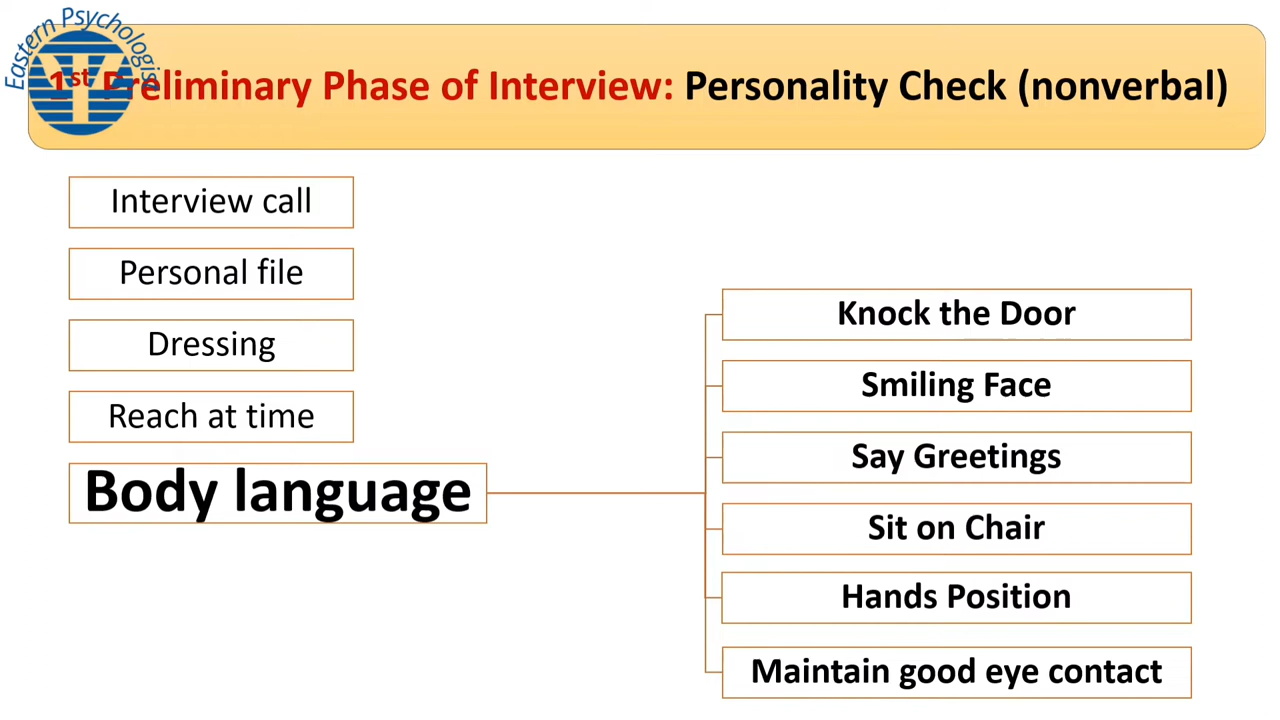 Eastern Psychologist
1st Preliminary Phase of Interview: Personality Check (nonverbal)
Interview call
Personal file
Dressing
Reach at time
Body language
Knock the Door
Smiling Face
Say Greetings
Sit on Chair
Hands Position
Maintain good eye contact